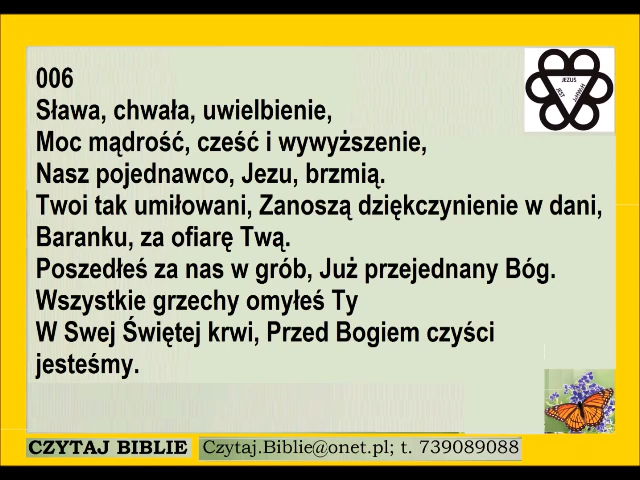 006
Sława, chwała, uwielbienie,
Moc mądrość, cześć i wywyższenie,
Nasz pojednawco, Jezu, brzmią.
Twoi tak umiłowani, Zanoszą dziękczynienie w dani,
Baranku, za ofiarę Twą.
Poszedłeś za nas w grób, Już przejednany Bóg.
Wszystkie grzechy omyłeś Ty
W Swej Świętej krwi, Przed Bogiem czyści
jesteśmy.
JEZUS
JEST
CZYTAJ BIBLIE Czytaj.Biblie@onet.pl; t. 739089088